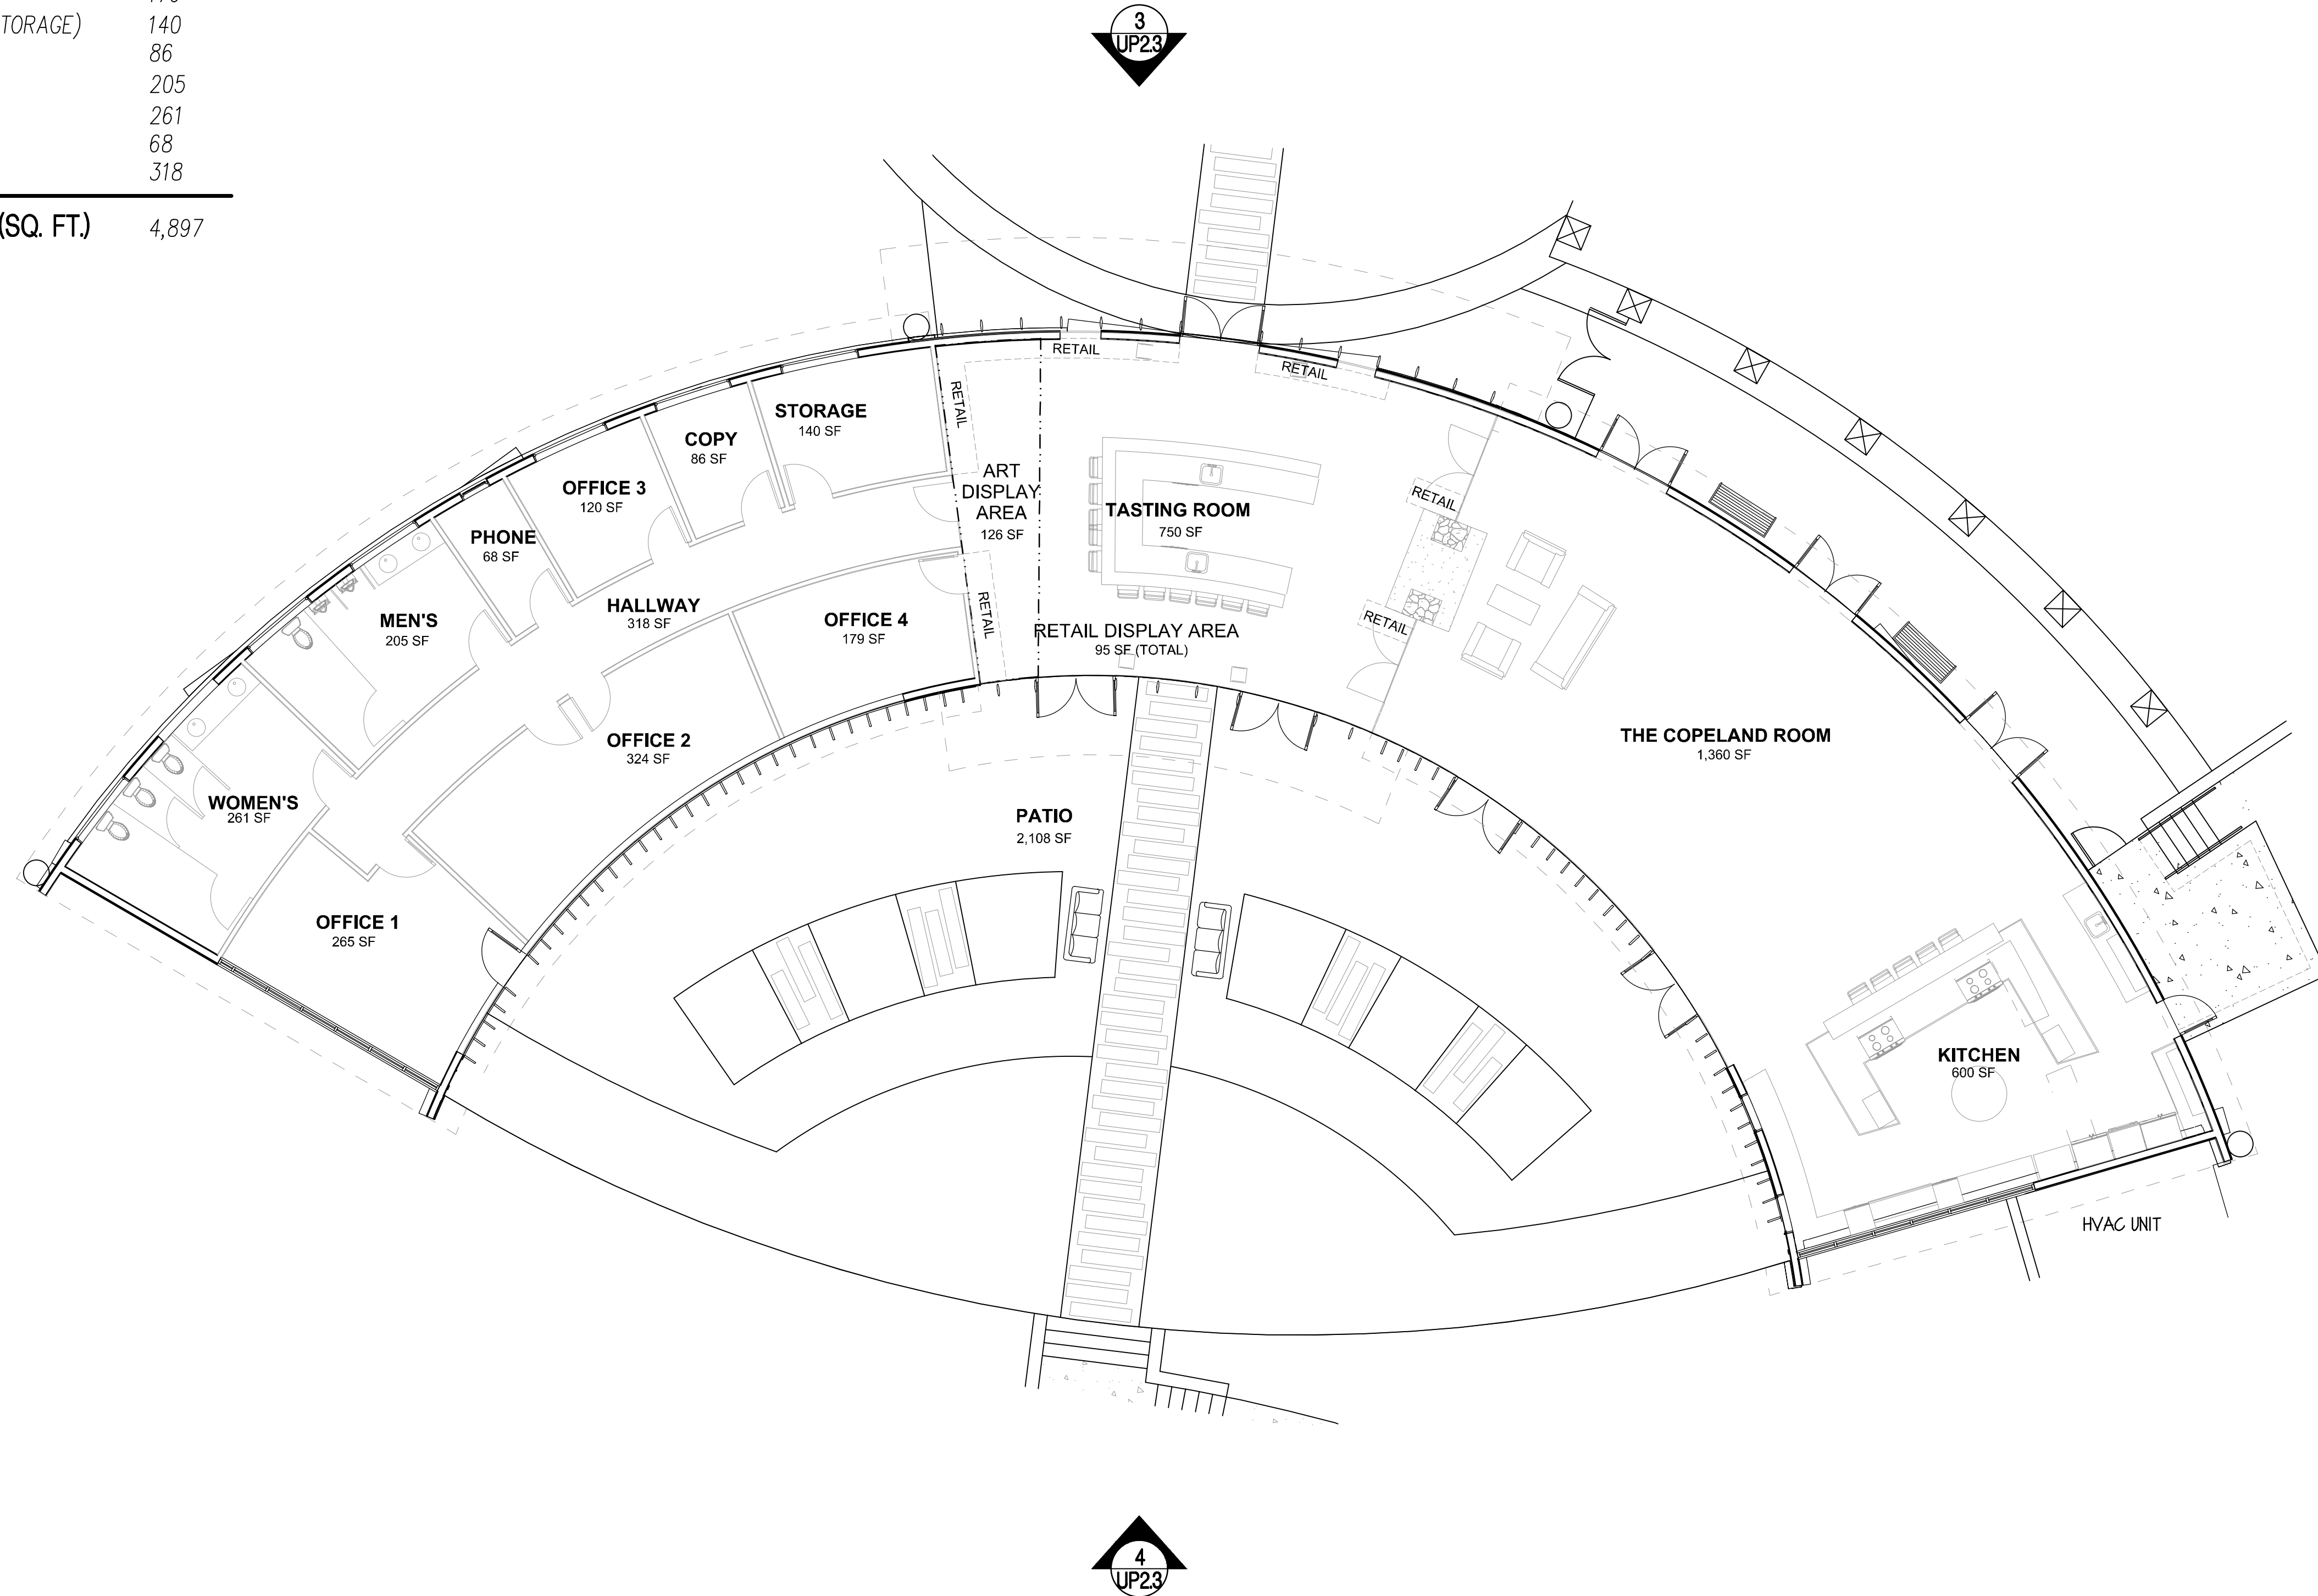 TORAGE) 140
86
205
261
68
318
(SQ. FT.) 4,897
3
UP2.3
RETAIL
RETAIL
RETAIL
STORAGE
140 SF
COPY
86 SF
ART
DISPLAY
AREA
126 SF
OFFICE 3
120 SF
TASTING ROOM
750 SF
RETAIL
PHONE
68 SF
HALLWAY
318 SF
OFFICE 4
179 SF
RETAIL
RETAIL
MEN'S
205 SF
RETAIL DISPLAY AREA
95 SF (TOTAL)
OFFICE 2
324 SF
THE COPELAND ROOM
1,360 SF
WOMEN'S
261 SF
PATIO
2,108 SF
OFFICE 1
265 SF
KITCHEN
600 SF
HVAC UNIT
4
UP2.3